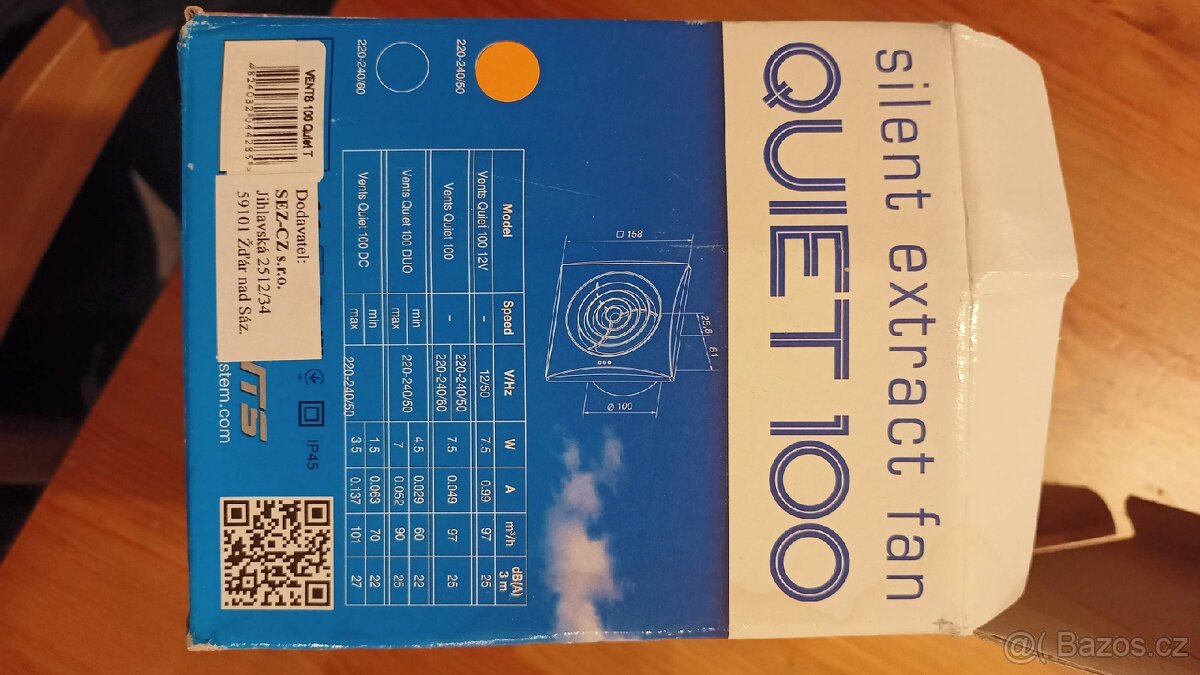 silent extract fan
QUIET 100
□ 158
25,8
81
Ø 100
220-240/50
220-240/60
Model Speed V/Hz W A m³/h dB(A) 3 m
Vents Quiet 100 12V - 12/50 7.5 0.99 97 25
Vents Quiet 100 - 220-240/50 7.5 0.049 97 25
220-240/60
Vents Quiet 100 DUO min 220-240/50 4.5 0.029 60 22
max 7 0.052 90 25
Vents Quiet 100 DC min 220-240/50 1.5 0.063 70 22
max 3.5 0.137 101 27
VENTS 100 Quiet T
Dodavatel:
SEZ-CZ s.r.o.
Jihlavská 2512/34
59101 Žďár nad Sáz.
IP45
stem.com
Bazos.cz